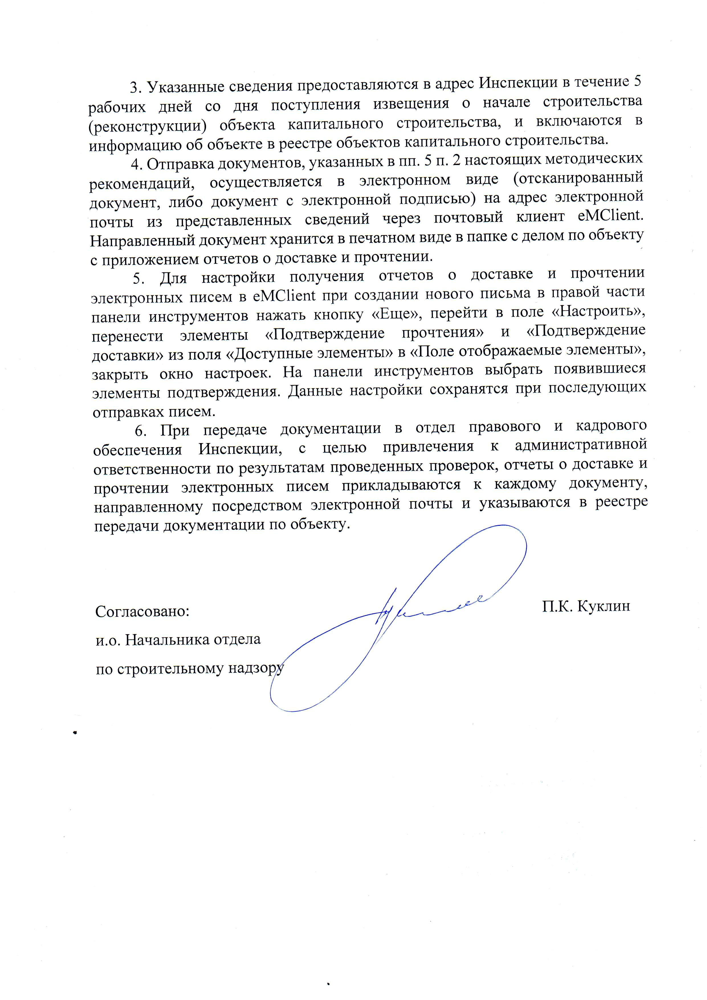 3. Указанные сведения предоставляются в адрес Инспекции в течение 5
рабочих дней со дня поступления извещения о начале строительства
(реконструкции) объекта капитального строительства, и включаются в
информацию об объекте в реестре объектов капитального строительства.
4. Отправка документов, указанных в пп. 5 п. 2 настоящих методических
рекомендаций, осуществляется в электронном виде (отсканированный
документ, либо документ с электронной подписью) на адрес электронной
почты из представленных сведений через почтовый клиент eMClient.
Направленный документ хранится в печатном виде в папке с делом по объекту
с приложением отчетов о доставке и прочтении.
5. Для настройки получения отчетов о доставке и прочтении
электронных писем в eMClient при создании нового письма в правой части
панели инструментов нажать кнопку «Еще», перейти в поле «Настроить»,
перенести элементы «Подтверждение прочтения» и «Подтверждение
доставки» из поля «Доступные элементы» в «Поле отображаемые элементы»,
закрыть окно настроек. На панели инструментов выбрать появившиеся
элементы подтверждения. Данные настройки сохранятся при последующих
отправках писем.
6. При передаче документации в отдел правового и кадрового
обеспечения Инспекции, с целью привлечения к административной
ответственности по результатам проведенных проверок, отчеты о доставке и
прочтении электронных писем прикладываются к каждому документу,
направленному посредством электронной почты и указываются в реестре
передачи документации по объекту.
Согласовано: П.К. Куклин
и.о. Начальника отдела
по строительному надзору